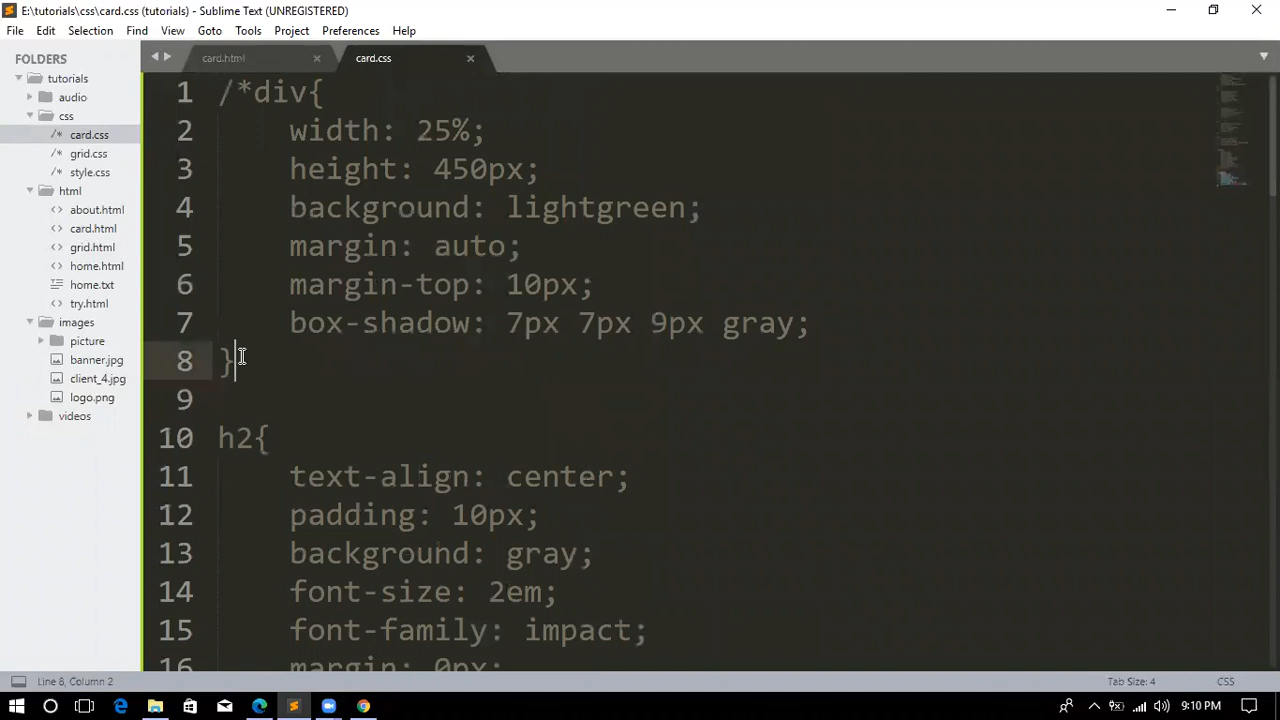 E:\tutorials\css\card.css (tutorials) - Sublime Text (UNREGISTERED)
File Edit Selection Find View Goto Tools Project Preferences Help
FOLDERS
tutorials
audio
css
/* card.css
/* grid.css
/* style.css
html
<> about.html
<> card.html
<> grid.html
<> home.html
home.txt
<> try.html
images
picture
banner.jpg
client_4.jpg
logo.png
videos
card.html
card.css
1 /*div{
2 width: 25%;
3 height: 450px;
4 background: lightgreen;
5 margin: auto;
6 margin-top: 10px;
7 box-shadow: 7px 7px 9px gray;
8 }
9
10 h2{
11 text-align: center;
12 padding: 10px;
13 background: gray;
14 font-size: 2em;
15 font-family: impact;
16 margin: 0px;
Line 8, Column 2
Tab Size: 4
CSS
9:10 PM